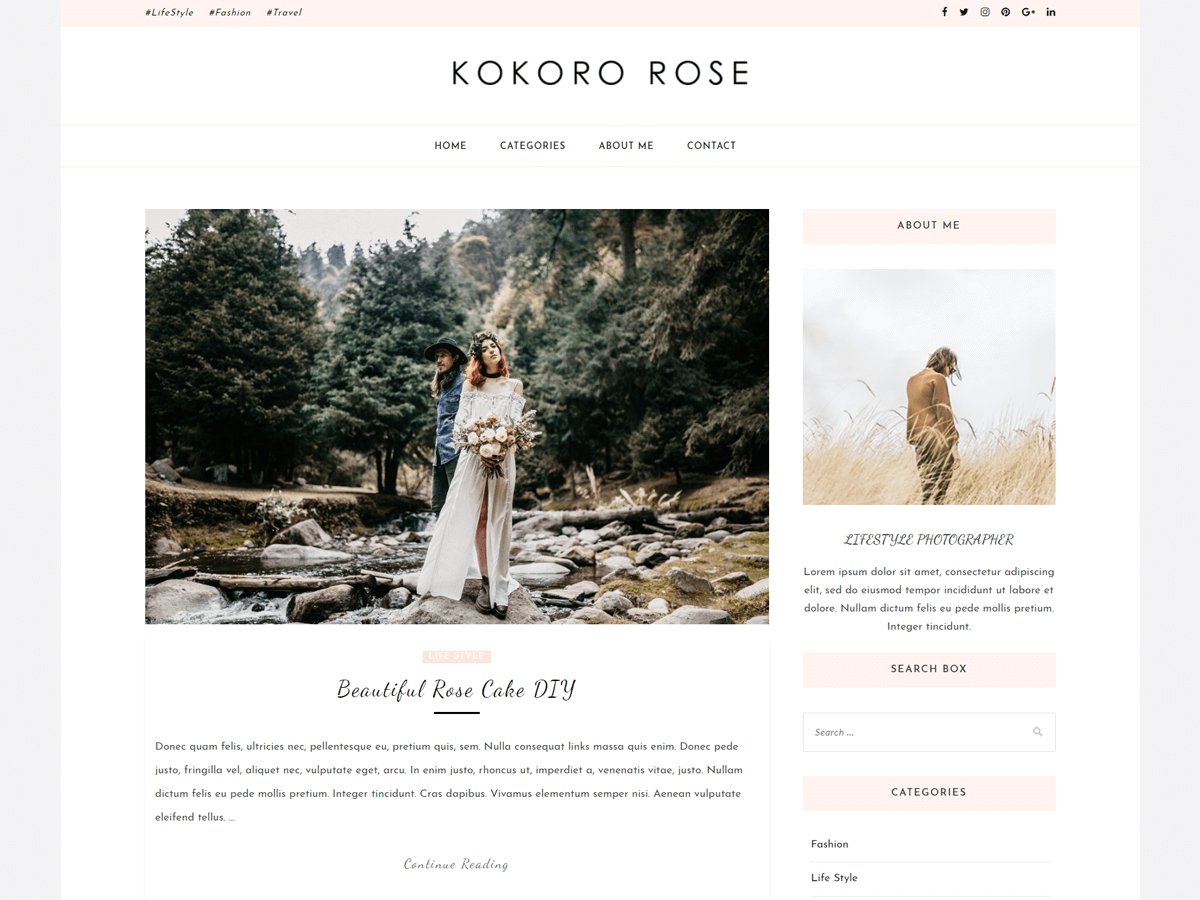 #LifeStyle #Fashion #Travel
KOKORO ROSE
HOME CATEGORIES ABOUT ME CONTACT
LIFE STYLE
Beautiful Rose Cake DIY
Donec quam felis, ultricies nec, pellentesque eu, pretium quis, sem. Nulla consequat links massa quis enim. Donec pede
justo, fringilla vel, aliquet nec, vulputate eget, arcu. In enim justo, rhoncus ut, imperdiet a, venenatis vitae, justo. Nullam
dictum felis eu pede mollis pretium. Integer tincidunt. Cras dapibus. Vivamus elementum semper nisi. Aenean vulputate
eleifend tellus. ...
Continue Reading
ABOUT ME
LIFESTYLE PHOTOGRAPHER
Lorem ipsum dolor sit amet, consectetur adipiscing
elit, sed do eiusmod tempor incididunt ut labore et
dolore. Nullam dictum felis eu pede mollis pretium.
Integer tincidunt.
SEARCH BOX
Search ...
CATEGORIES
Fashion
Life Style